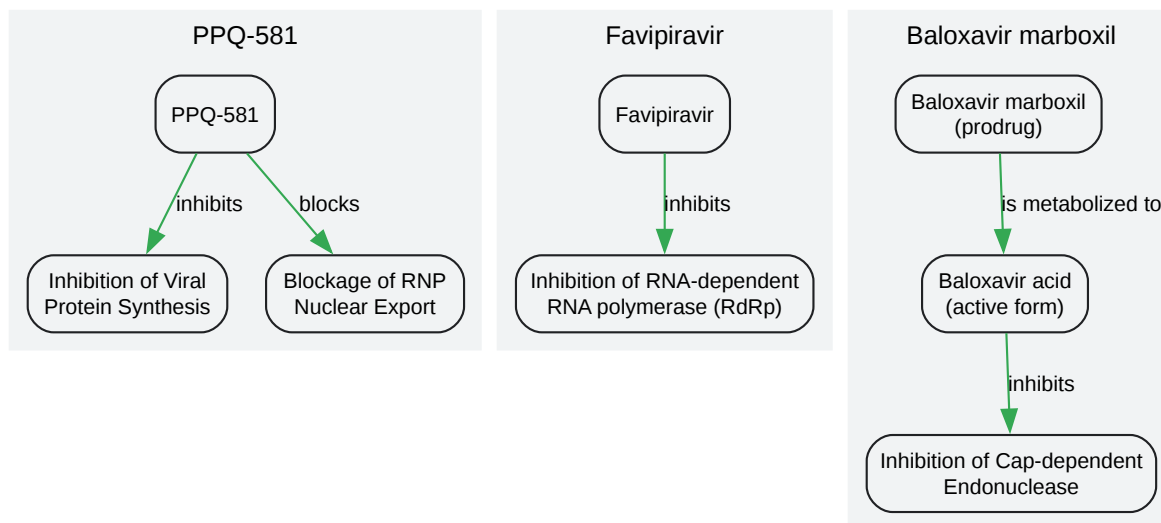 PPQ-581
PPQ-581
inhibits
blocks
Inhibition of Viral
Protein Synthesis
Blockage of RNP
Nuclear Export
Favipiravir
Favipiravir
inhibits
Inhibition of RNA-dependent
RNA polymerase (RdRp)
Baloxavir marboxil
Baloxavir marboxil
(prodrug)
is metabolized to
Baloxavir acid
(active form)
inhibits
Inhibition of Cap-dependent
Endonuclease